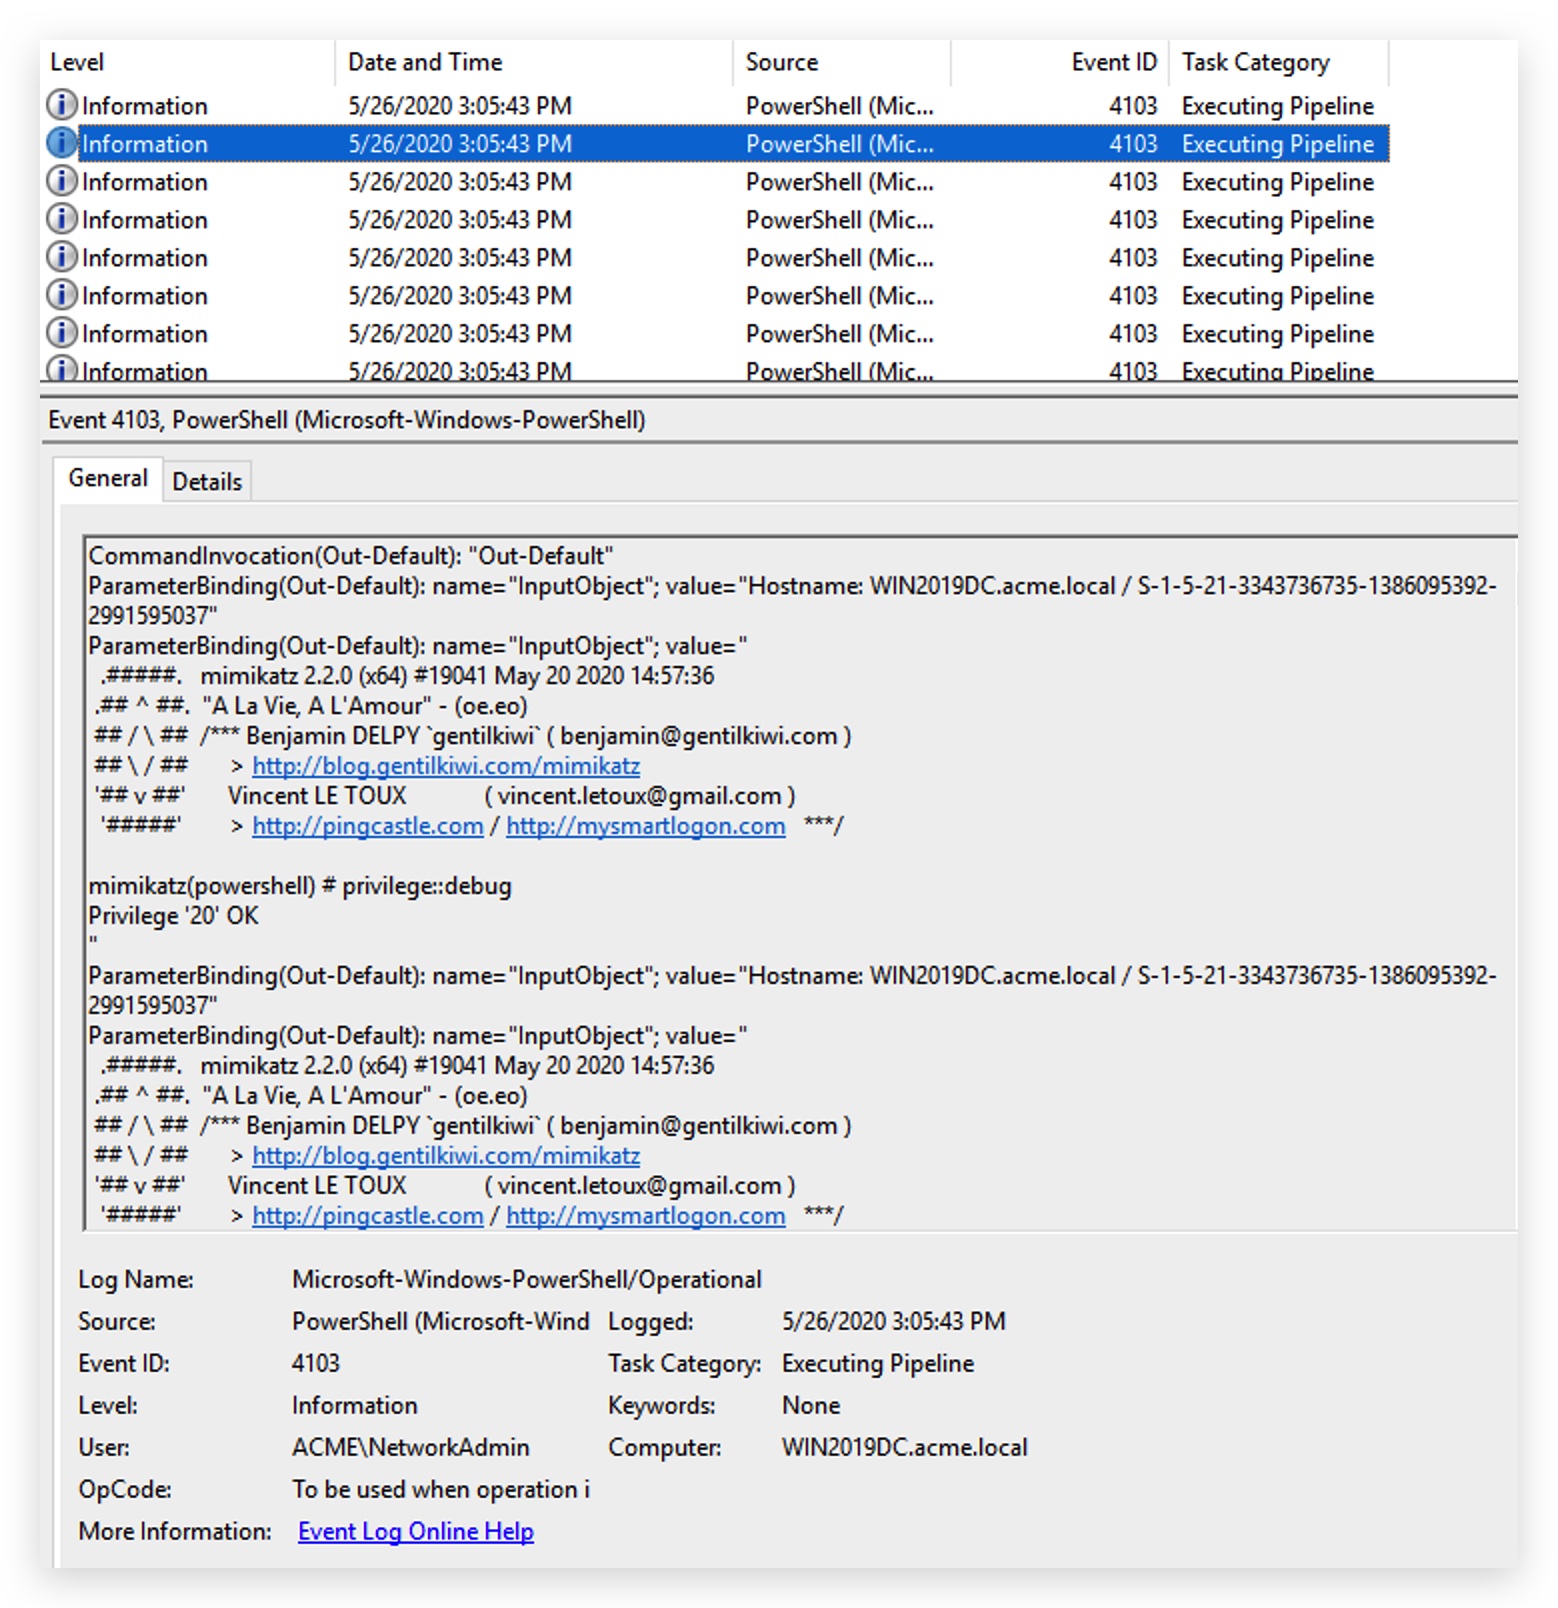 Level Date and Time Source Event ID Task Category
Information 5/26/2020 3:05:43 PM PowerShell (Mic... 4103 Executing Pipeline
Information 5/26/2020 3:05:43 PM PowerShell (Mic... 4103 Executing Pipeline
Information 5/26/2020 3:05:43 PM PowerShell (Mic... 4103 Executing Pipeline
Information 5/26/2020 3:05:43 PM PowerShell (Mic... 4103 Executing Pipeline
Information 5/26/2020 3:05:43 PM PowerShell (Mic... 4103 Executing Pipeline
Information 5/26/2020 3:05:43 PM PowerShell (Mic... 4103 Executing Pipeline
Information 5/26/2020 3:05:43 PM PowerShell (Mic... 4103 Executing Pipeline
Information 5/26/2020 3:05:43 PM PowerShell (Mic... 4103 Executing Pipeline
Event 4103, PowerShell (Microsoft-Windows-PowerShell)
General Details
CommandInvocation(Out-Default): "Out-Default"
ParameterBinding(Out-Default): name="InputObject"; value="Hostname: WIN2019DC.acme.local / S-1-5-21-3343736735-1386095392-
2991595037"
ParameterBinding(Out-Default): name="InputObject"; value="
.#####. mimikatz 2.2.0 (x64) #19041 May 20 2020 14:57:36
.## ^ ##. "A La Vie, A L'Amour" - (oe.eo)
## / \ ## /*** Benjamin DELPY `gentilkiwi` ( benjamin@gentilkiwi.com )
## \ / ## > http://blog.gentilkiwi.com/mimikatz
'## v ##' Vincent LE TOUX ( vincent.letoux@gmail.com )
'#####' > http://pingcastle.com / http://mysmartlogon.com ***/
mimikatz(powershell) # privilege::debug
Privilege '20' OK
"
ParameterBinding(Out-Default): name="InputObject"; value="Hostname: WIN2019DC.acme.local / S-1-5-21-3343736735-1386095392-
2991595037"
ParameterBinding(Out-Default): name="InputObject"; value="
.#####. mimikatz 2.2.0 (x64) #19041 May 20 2020 14:57:36
.## ^ ##. "A La Vie, A L'Amour" - (oe.eo)
## / \ ## /*** Benjamin DELPY `gentilkiwi` ( benjamin@gentilkiwi.com )
## \ / ## > http://blog.gentilkiwi.com/mimikatz
'## v ##' Vincent LE TOUX ( vincent.letoux@gmail.com )
'#####' > http://pingcastle.com / http://mysmartlogon.com ***/
Log Name: Microsoft-Windows-PowerShell/Operational
Source: PowerShell (Microsoft-Wind Logged: 5/26/2020 3:05:43 PM
Event ID: 4103 Task Category: Executing Pipeline
Level: Information Keywords: None
User: ACME\NetworkAdmin Computer: WIN2019DC.acme.local
OpCode: To be used when operation i
More Information: Event Log Online Help